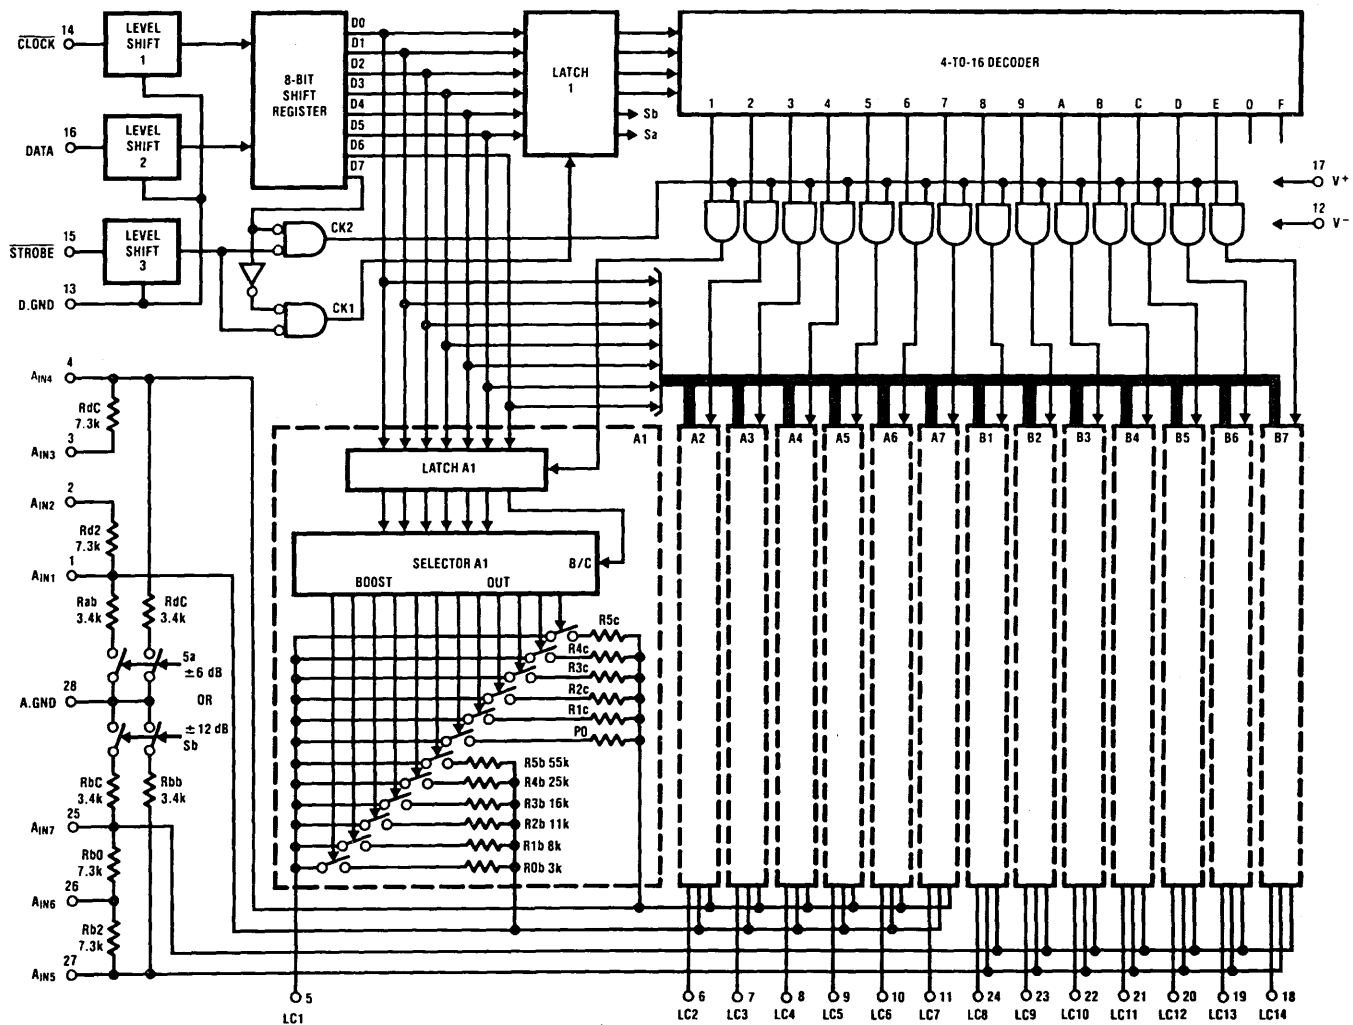 CLOCK
14
LEVEL
SHIFT
1
DATA
16
LEVEL
SHIFT
2
STROBE
15
LEVEL
SHIFT
3
D.GND
13
8-BIT
SHIFT
REGISTER
D0
D1
D2
D3
D4
D5
D6
D7
LATCH
1
Sb
Sa
4-TO-16 DECODER
1 2 3 4 5 6 7 8 9 A B C D E 0 F
17
V+
12
V−
CK2
CK1
4
AIN4
RdC
7.3k
3
AIN3
2
AIN2
Rd2
7.3k
1
AIN1
Rab
3.4k
RdC
3.4k
5a
±6 dB
28
A.GND
OR
±12 dB
Sb
RbC
3.4k
Rbb
3.4k
25
AIN7
Rb0
7.3k
26
AIN6
Rb2
7.3k
27
AIN5
A1
LATCH A1
SELECTOR A1
B/C
BOOST
OUT
R5c
R4c
R3c
R2c
R1c
P0
R5b 55k
R4b 25k
R3b 16k
R2b 11k
R1b 8k
R0b 3k
A2 A3 A4 A5 A6 A7 B1 B2 B3 B4 B5 B6 B7
5
LC1
6
LC2
7
LC3
8
LC4
9
LC5
10
LC6
11
LC7
24
LC8
23
LC9
22
LC10
21
LC11
20
LC12
19
LC13
18
LC14